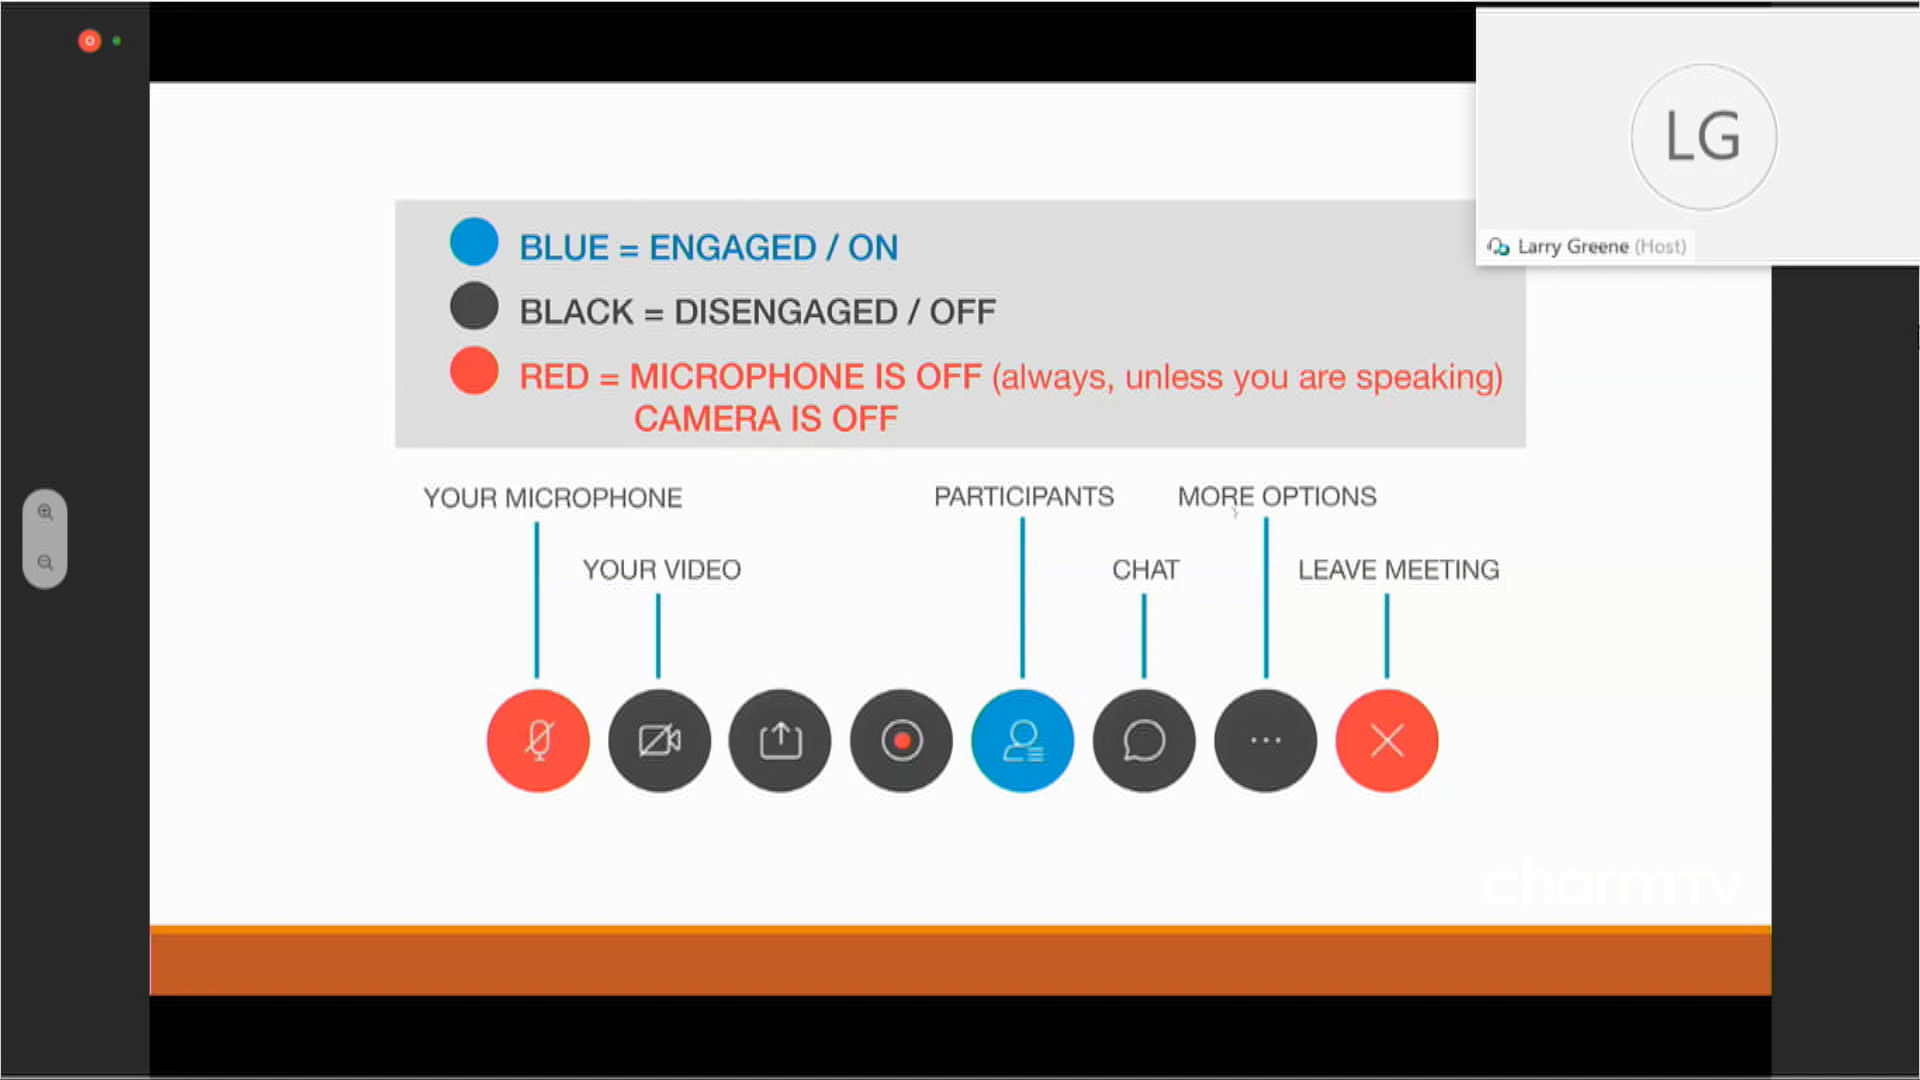 LG
Larry Greene (Host)
BLUE = ENGAGED / ON
BLACK = DISENGAGED / OFF
RED = MICROPHONE IS OFF (always, unless you are speaking)
CAMERA IS OFF
YOUR MICROPHONE
PARTICIPANTS
MORE OPTIONS
YOUR VIDEO
CHAT
LEAVE MEETING
charmTV